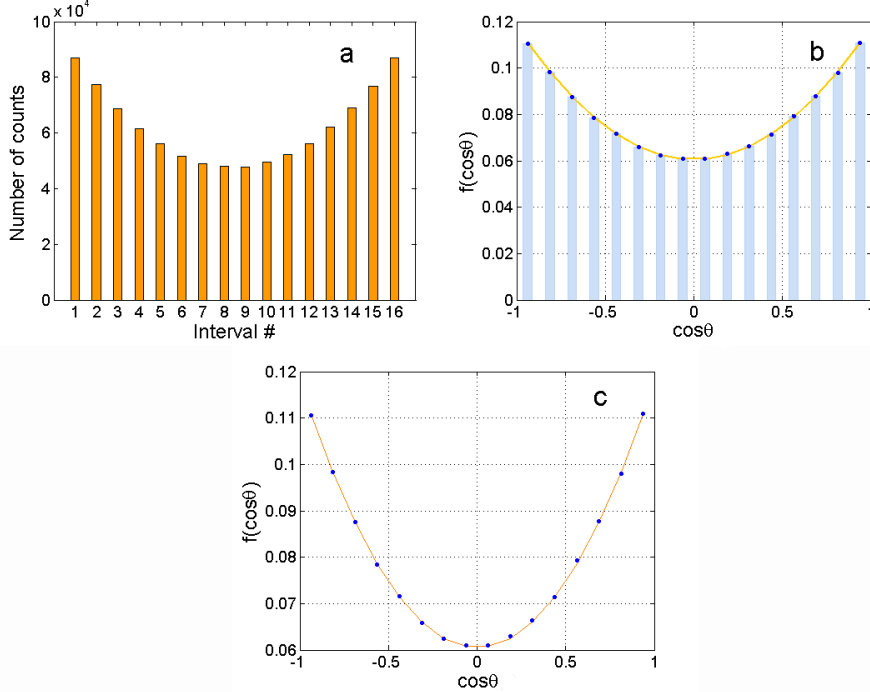 10 x 10⁴
8
6
4
2
0
Number of counts
a
1 2 3 4 5 6 7 8 9 10 11 12 13 14 15 16
Interval #
0.12
0.1
0.08
0.06
0.04
0.02
0
f(cosθ)
b
-1 -0.5 0 0.5 1
cosθ
0.12
0.11
0.1
0.09
0.08
0.07
0.06
f(cosθ)
c
-1 -0.5 0 0.5 1
cosθ